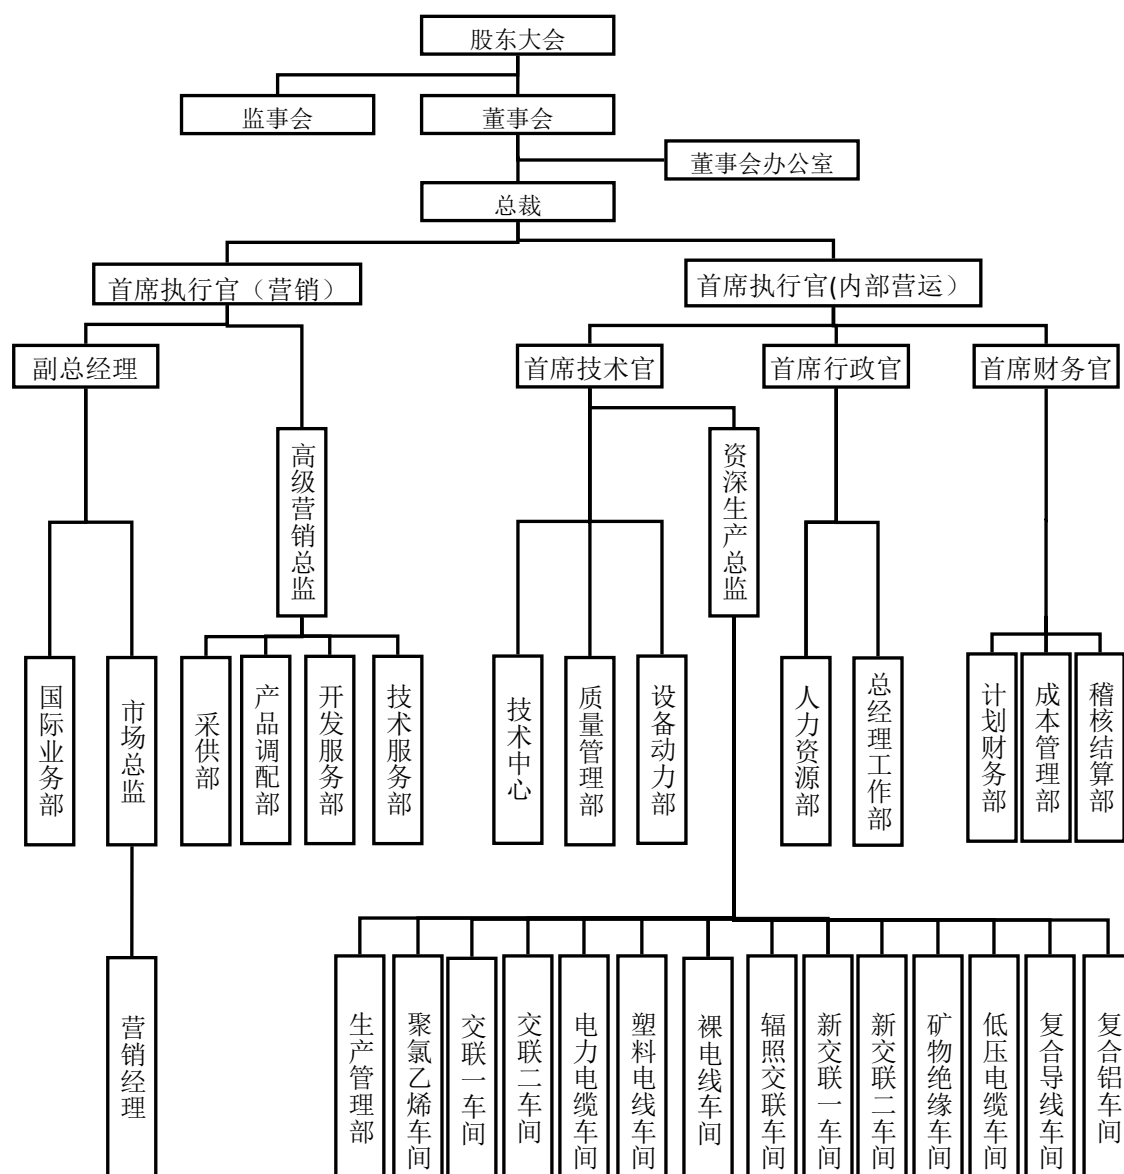 股东大会
监事会
董事会
董事会办公室
总裁
首席执行官（营销）
首席执行官(内部营运）
副总经理
首席技术官
首席行政官
首席财务官
高级营销总监
资深生产总监
国际业务部
市场总监
采供部
产品调配部
开发服务部
技术服务部
技术中心
质量管理部
设备动力部
人力资源部
总经理工作部
计划财务部
成本管理部
稽核结算部
营销经理
生产管理部
聚氯乙烯车间
交联一车间
交联二车间
电力电缆车间
塑料电线车间
裸电线车间
辐照交联车间
新交联一车间
新交联二车间
矿物绝缘车间
低压电缆车间
复合导线车间
复合铝车间